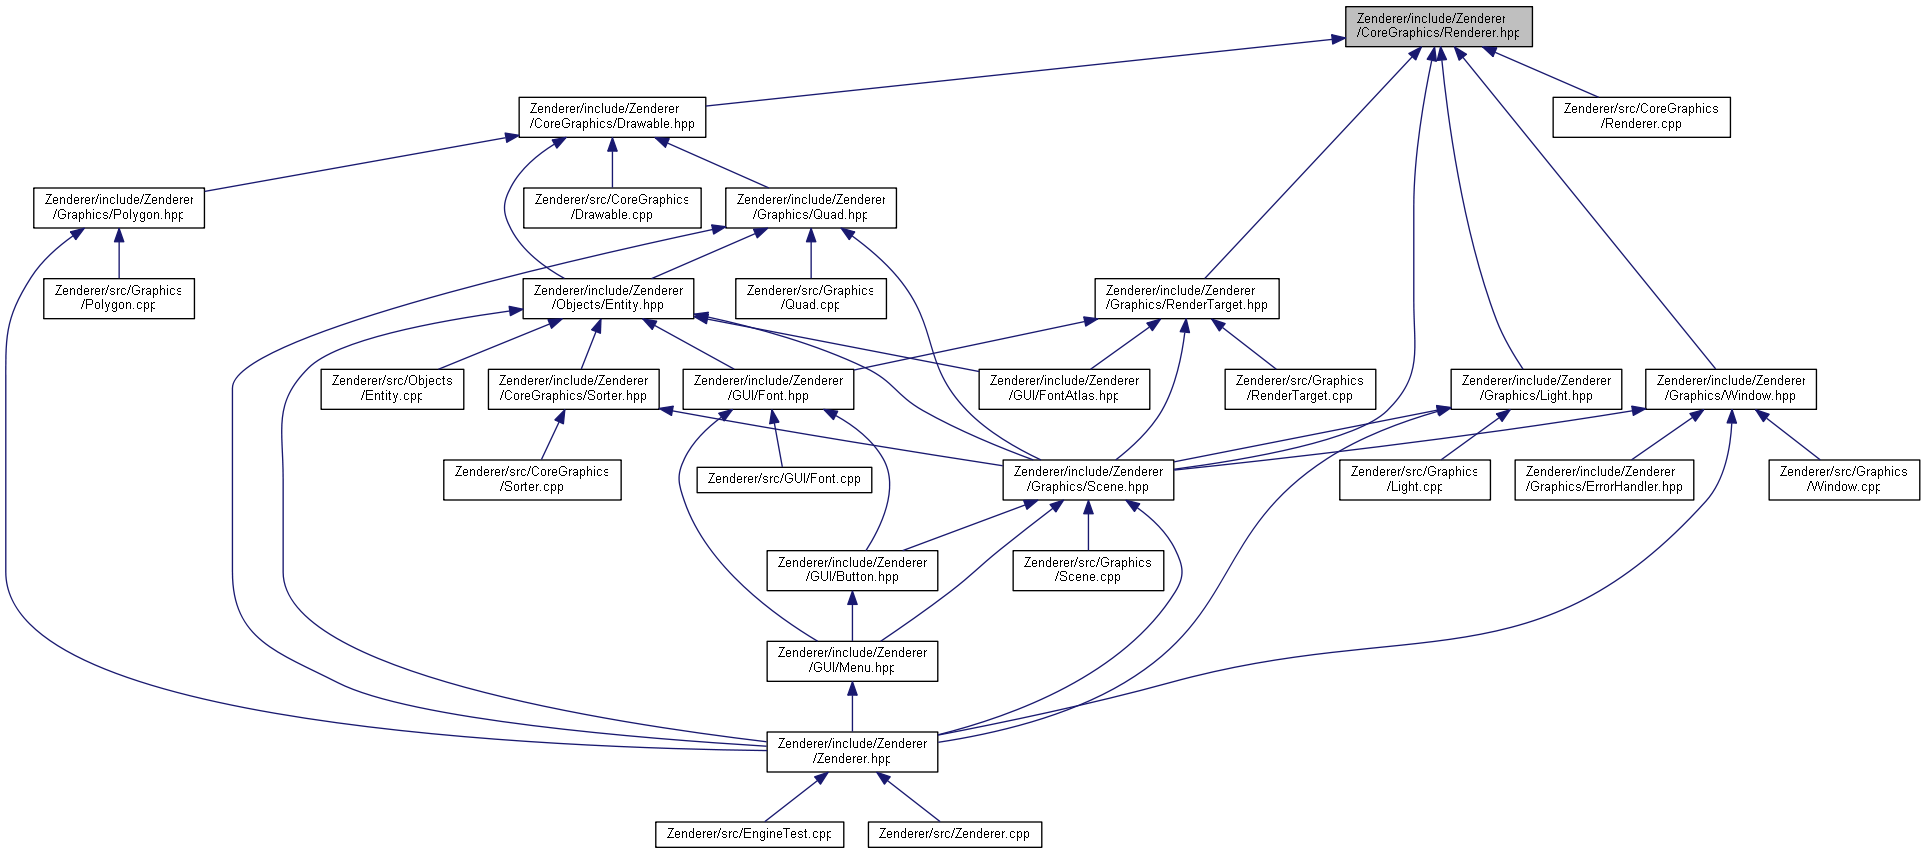 Zenderer/include/Zenderer
/CoreGraphics/Renderer.hpp
Zenderer/include/Zenderer
/CoreGraphics/Drawable.hpp
Zenderer/src/CoreGraphics
/Renderer.cpp
Zenderer/include/Zenderer
/Graphics/Polygon.hpp
Zenderer/src/CoreGraphics
/Drawable.cpp
Zenderer/include/Zenderer
/Graphics/Quad.hpp
Zenderer/src/Graphics
/Polygon.cpp
Zenderer/include/Zenderer
/Objects/Entity.hpp
Zenderer/src/Graphics
/Quad.cpp
Zenderer/include/Zenderer
/Graphics/RenderTarget.hpp
Zenderer/src/Objects
/Entity.cpp
Zenderer/include/Zenderer
/CoreGraphics/Sorter.hpp
Zenderer/include/Zenderer
/GUI/Font.hpp
Zenderer/include/Zenderer
/GUI/FontAtlas.hpp
Zenderer/src/Graphics
/RenderTarget.cpp
Zenderer/include/Zenderer
/Graphics/Light.hpp
Zenderer/include/Zenderer
/Graphics/Window.hpp
Zenderer/src/CoreGraphics
/Sorter.cpp
Zenderer/src/GUI/Font.cpp
Zenderer/include/Zenderer
/Graphics/Scene.hpp
Zenderer/src/Graphics
/Light.cpp
Zenderer/include/Zenderer
/Graphics/ErrorHandler.hpp
Zenderer/src/Graphics
/Window.cpp
Zenderer/include/Zenderer
/GUI/Button.hpp
Zenderer/src/Graphics
/Scene.cpp
Zenderer/include/Zenderer
/GUI/Menu.hpp
Zenderer/include/Zenderer
/Zenderer.hpp
Zenderer/src/EngineTest.cpp
Zenderer/src/Zenderer.cpp